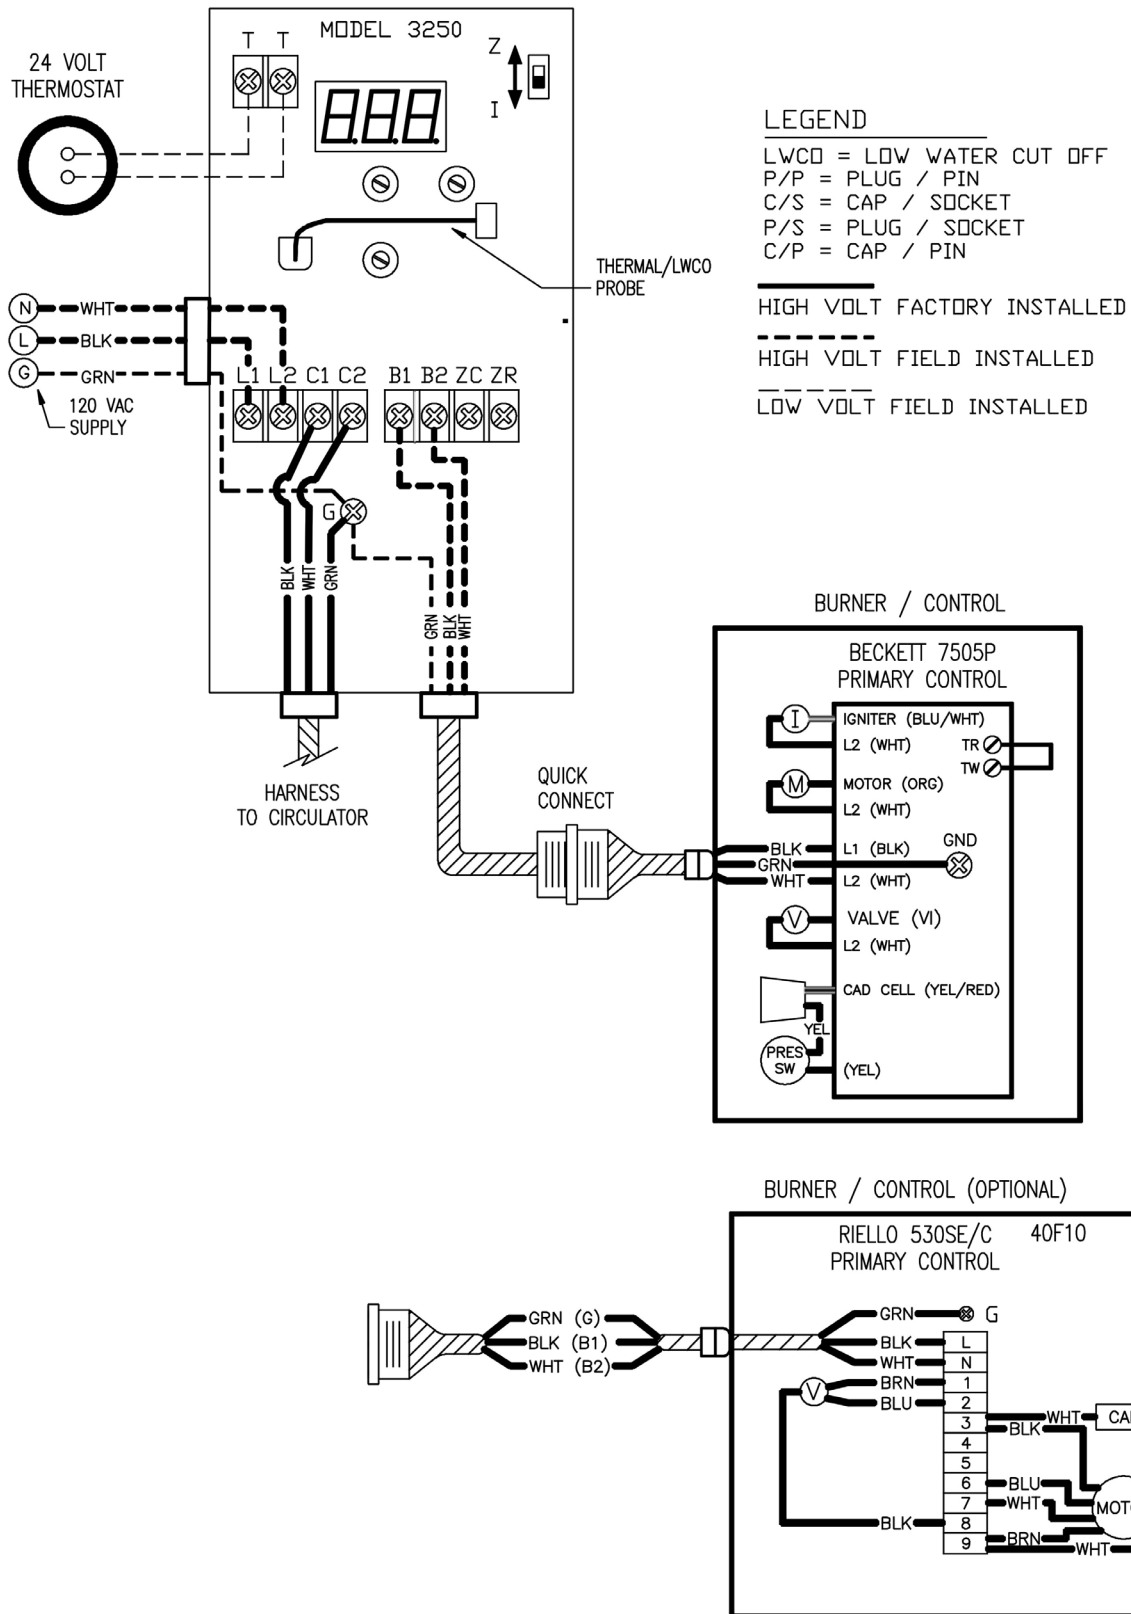 MODEL 3250
T T
24 VOLT
THERMOSTAT
Z
I
LEGEND
LWCO = LOW WATER CUT OFF
P/P = PLUG / PIN
C/S = CAP / SOCKET
P/S = PLUG / SOCKET
C/P = CAP / PIN
HIGH VOLT FACTORY INSTALLED
HIGH VOLT FIELD INSTALLED
LOW VOLT FIELD INSTALLED
THERMAL/LWCO
PROBE
N WHT
L BLK
G GRN
120 VAC
SUPPLY
L1 L2 C1 C2 B1 B2 ZC ZR
G
BLK WHT GRN
GRN BLK WHT
HARNESS
TO CIRCULATOR
QUICK
CONNECT
BURNER / CONTROL
BECKETT 7505P
PRIMARY CONTROL
I IGNITER (BLU/WHT)
L2 (WHT) TR
TW
M MOTOR (ORG)
L2 (WHT)
GND
BLK L1 (BLK)
GRN
WHT L2 (WHT)
V VALVE (VI)
L2 (WHT)
CAD CELL (YEL/RED)
YEL
PRES
SW (YEL)
BURNER / CONTROL (OPTIONAL)
RIELLO 530SE/C 40F10
PRIMARY CONTROL
GRN (G) GRN G
BLK (B1) BLK L
WHT (B2) WHT N
V BRN 1
BLU 2
3 WHT
BLK
4
5
6 BLU
7 WHT
BLK 8
BRN
9 WHT